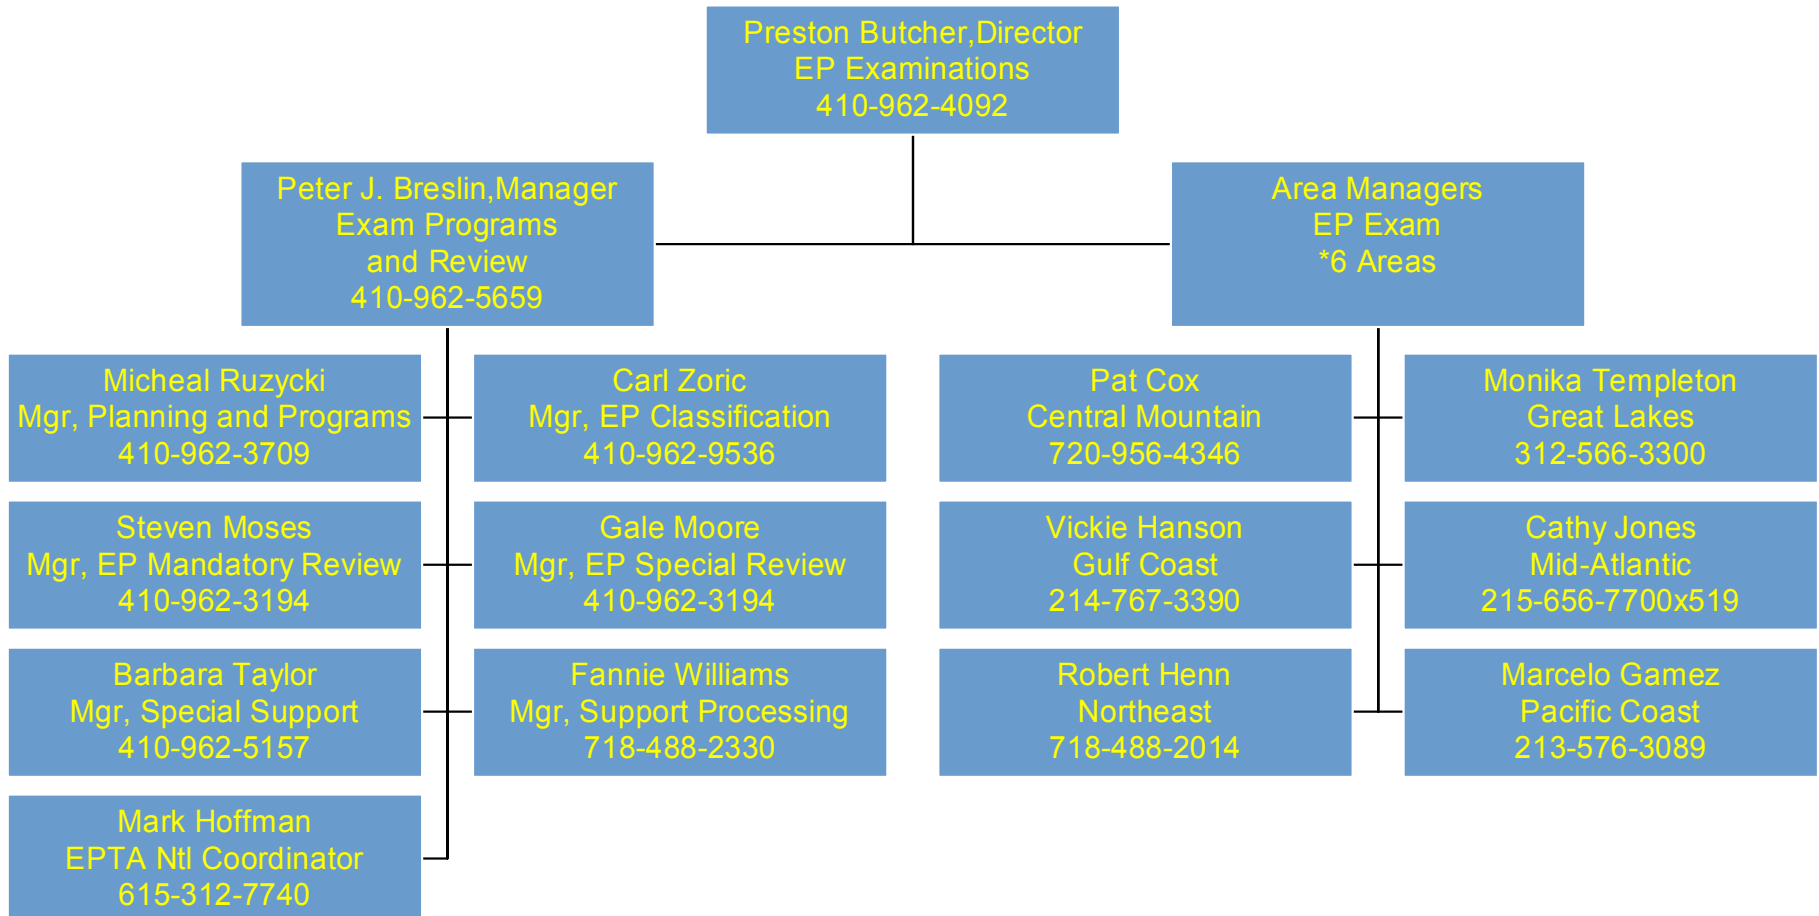 Preston Butcher,Director
EP Examinations
410-962-4092
Peter J. Breslin,Manager
Exam Programs
and Review
410-962-5659
Area Managers
EP Exam
*6 Areas
Micheal Ruzycki
Mgr, Planning and Programs
410-962-3709
Carl Zoric
Mgr, EP Classification
410-962-9536
Steven Moses
Mgr, EP Mandatory Review
410-962-3194
Gale Moore
Mgr, EP Special Review
410-962-3194
Barbara Taylor
Mgr, Special Support
410-962-5157
Fannie Williams
Mgr, Support Processing
718-488-2330
Mark Hoffman
EPTA Ntl Coordinator
615-312-7740
Pat Cox
Central Mountain
720-956-4346
Monika Templeton
Great Lakes
312-566-3300
Vickie Hanson
Gulf Coast
214-767-3390
Cathy Jones
Mid-Atlantic
215-656-7700x519
Robert Henn
Northeast
718-488-2014
Marcelo Gamez
Pacific Coast
213-576-3089